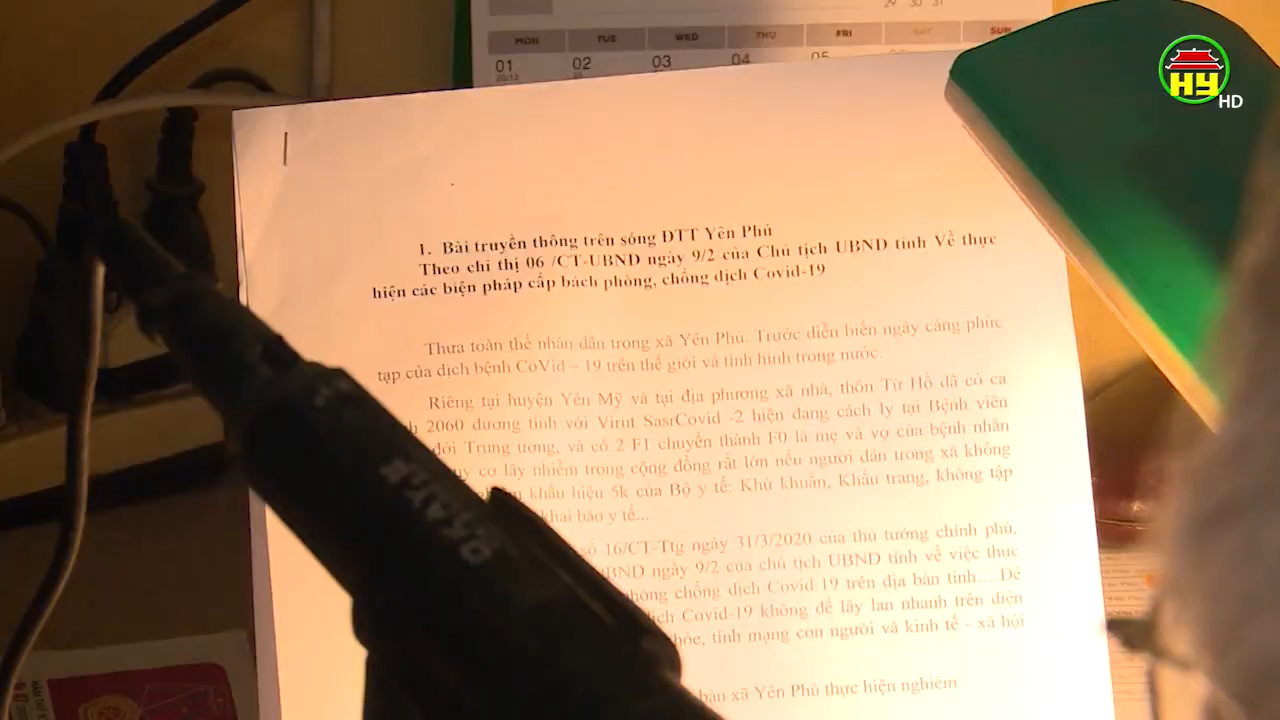 29 30 31
MON TUE WED THU FRI SAT SUN
01 02 03 04 05
HY
HD
1. Bài truyền thông trên sóng ĐTT Yên Phú
Theo chỉ thị 06 /CT-UBND ngày 9/2 của Chủ tịch UBND tỉnh Về thực
hiện các biện pháp cấp bách phòng, chống dịch Covid-19
Thưa toàn thể nhân dân trong xã Yên Phú. Trước diễn biến ngày càng phức
tạp của dịch bệnh CoVid – 19 trên thế giới và tình hình trong nước.
Riêng tại huyện Yên Mỹ và tại địa phương xã nhà, thôn Từ Hồ đã có ca
2060 dương tính với Virut SasrCovid -2 hiện đang cách ly tại Bệnh viên
đới Trung ương, và có 2 F1 chuyển thành F0 là mẹ và vợ của bệnh nhân
cơ lây nhiễm trong cộng đồng rất lớn nếu người dân trong xã không
khẩu hiệu 5k của Bộ y tế: Khử khuẩn, Khẩu trang, không tập
khai báo y tế...
số 16/CT-Ttg ngày 31/3/2020 của thủ tướng chính phủ,
ngày 9/2 của chủ tịch UBND tỉnh về việc thực
phòng chống dịch Covid 19 trên địa bàn tỉnh....Để
dịch Covid-19 không để lây lan nhanh trên diện
tính mạng con người và kinh tế - xã hội
bàn xã Yên Phú thực hiện nghiêm